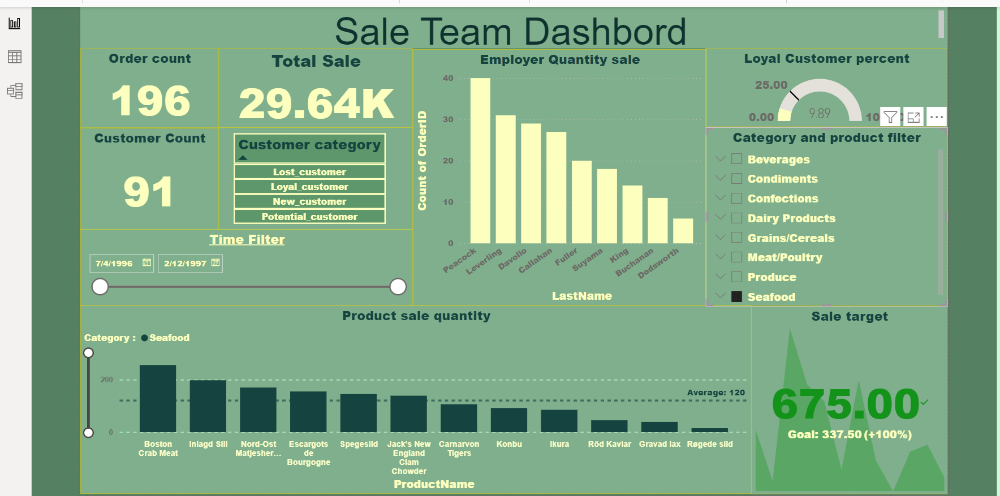 Sale Team Dashbord
Order count
196
Total Sale
29.64K
Customer Count
91
Customer category
Lost_customer
Loyal_customer
New_customer
Potential_customer
Time Filter
7/4/1996
2/12/1997
Employer Quantity sale
Count of OrderID
40
30
20
10
0
Peacock
Leverling
Davolio
Callahan
Fuller
Suyama
King
Buchanan
Dodsworth
LastName
Loyal Customer percent
25.00
0.00
9.89
Category and product filter
Beverages
Condiments
Confections
Dairy Products
Grains/Cereals
Meat/Poultry
Produce
Seafood
Product sale quantity
Category :
Seafood
200
0
Average: 120
Boston
Crab Meat
Inlagd Sill
Nord-Ost
Matjesher...
Escargots
de
Bourgogne
Spegesild
Jack's New
England
Clam
Chowder
Carnarvon
Tigers
Konbu
Ikura
Röd Kaviar
Gravad lax
Røgede sild
ProductName
Sale target
675.00
Goal: 337.50 (+100%)